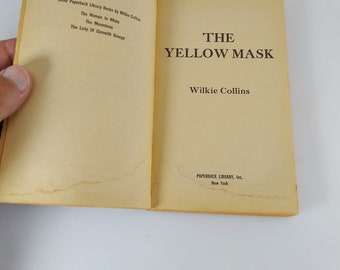 Other Paperback Library Books by Wilkie Collins
The Woman in White
The Moonstone
The Lady Of Glenwith Grange
THE
YELLOW MASK
Wilkie Collins
PAPERBACK LIBRARY, Inc.
New York